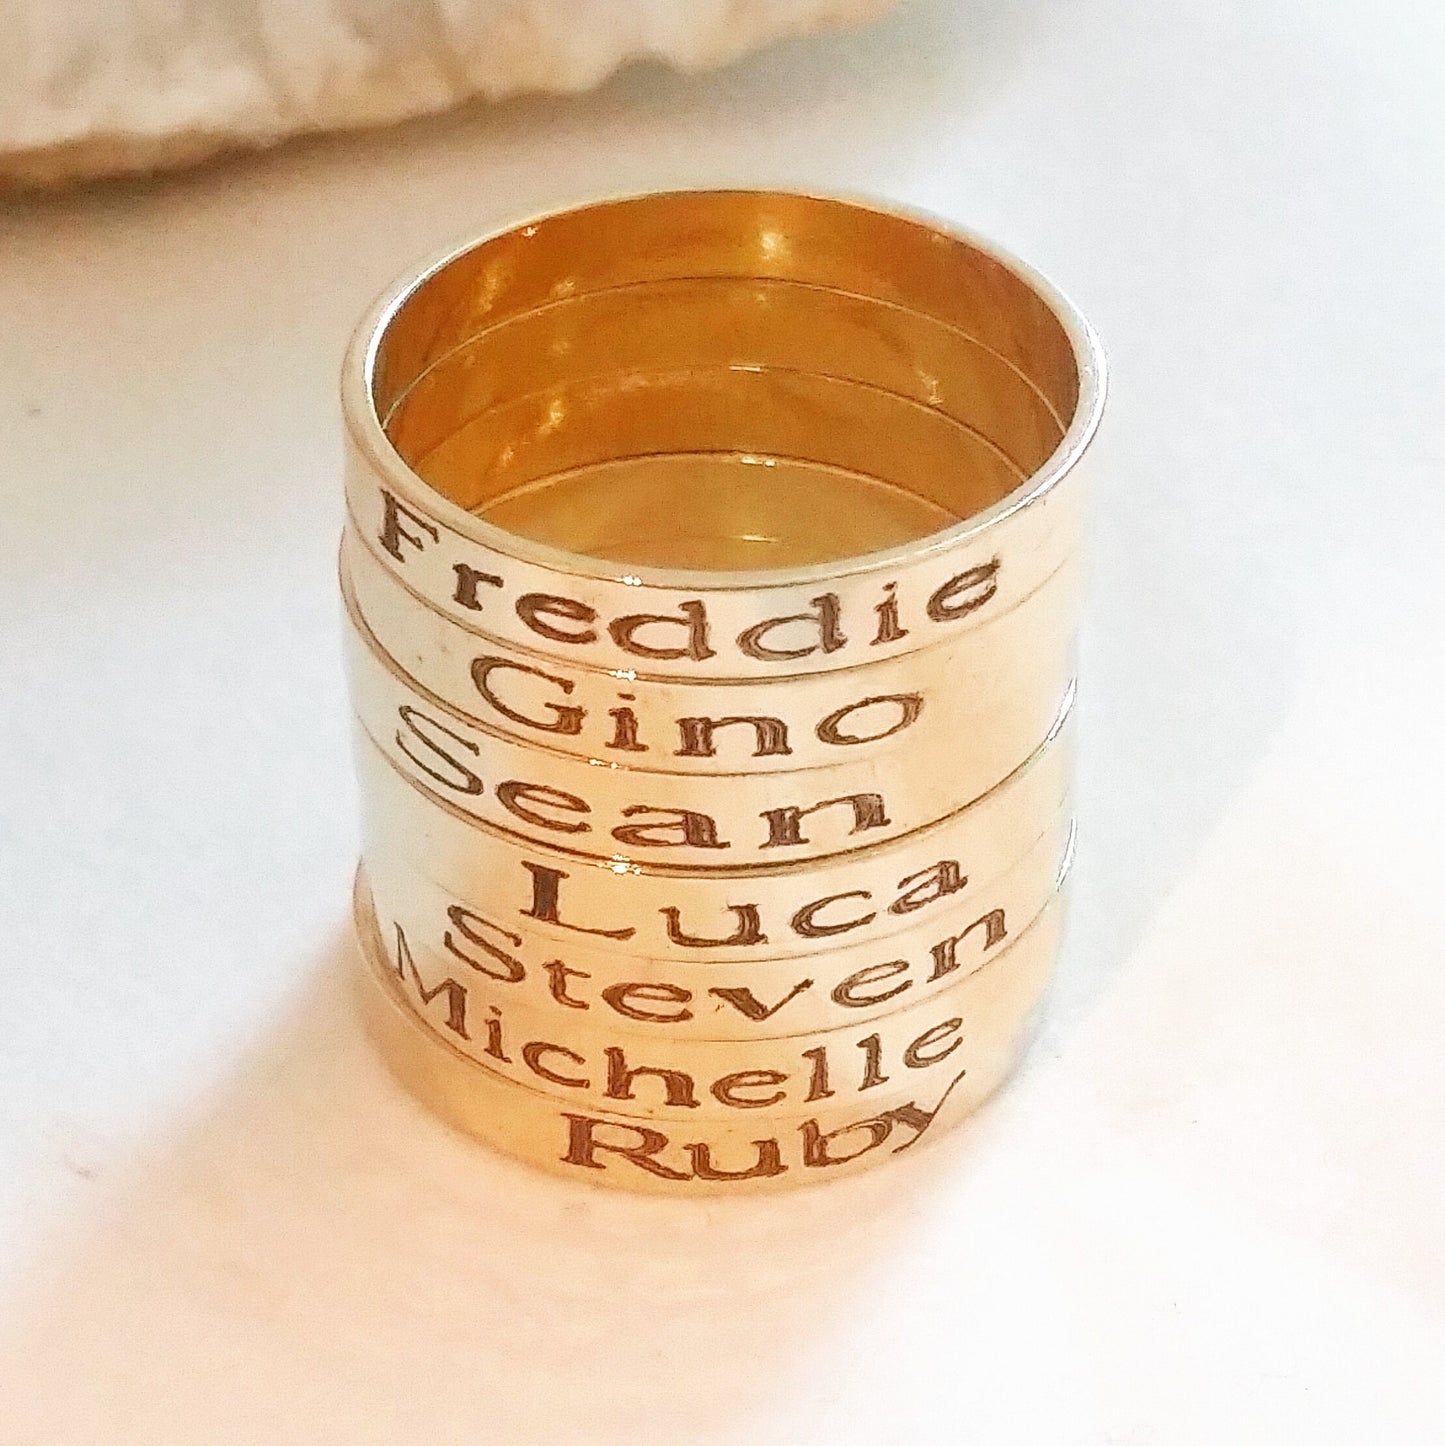 Freddie
Gino
Sean
Luca
Steven
Michelle
Ruby